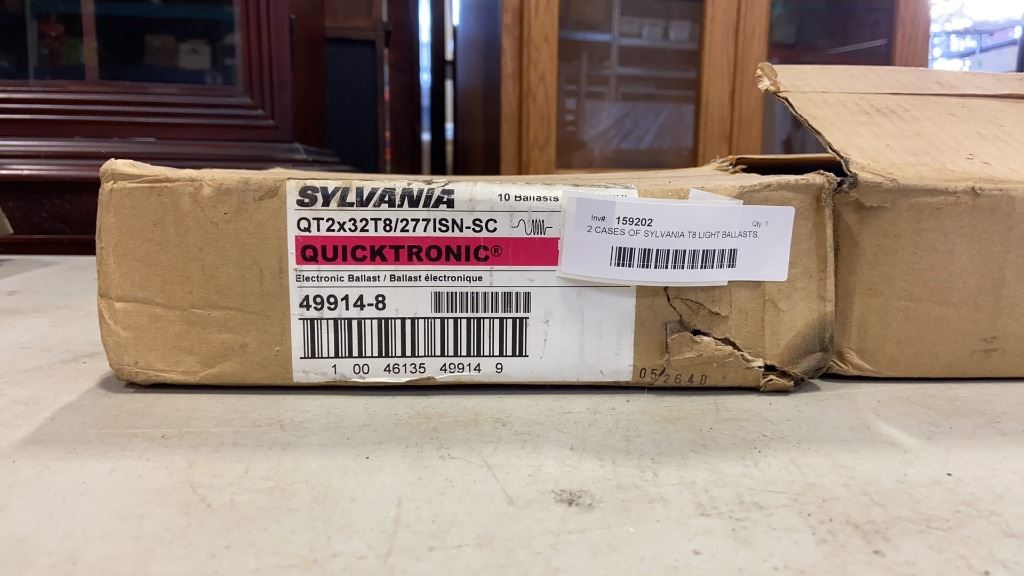 SYLVANIA
10 Ballasts
QT2x32T8/277ISN-SC
QUICKTRONIC®
Electronic Ballast / Ballast électronique
49914-8
1 00 46135 49914 9
Inv#: 159202 Qty 1
2 CASES OF SYLVANIA T8 LIGHT BALLASTS.
05264D